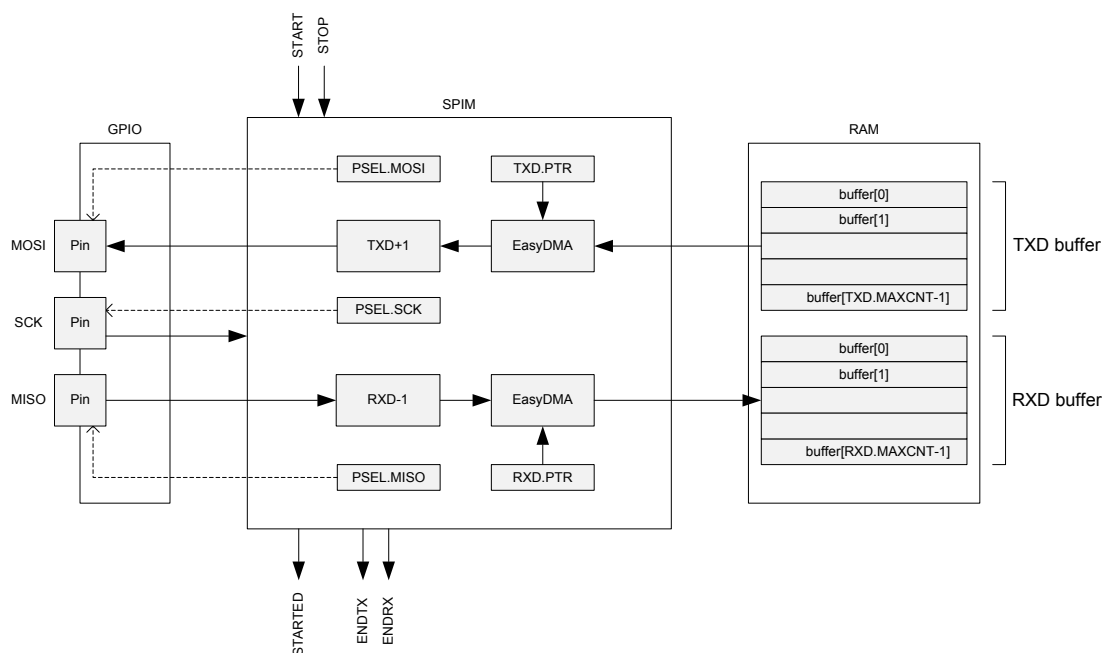 START
STOP
SPIM
GPIO
RAM
PSEL.MOSI
TXD.PTR
buffer[0]
buffer[1]
MOSI
Pin
TXD+1
EasyDMA
TXD buffer
buffer[TXD.MAXCNT-1]
PSEL.SCK
SCK
Pin
buffer[0]
buffer[1]
MISO
Pin
RXD-1
EasyDMA
RXD buffer
buffer[RXD.MAXCNT-1]
PSEL.MISO
RXD.PTR
STARTED
ENDTX
ENDRX